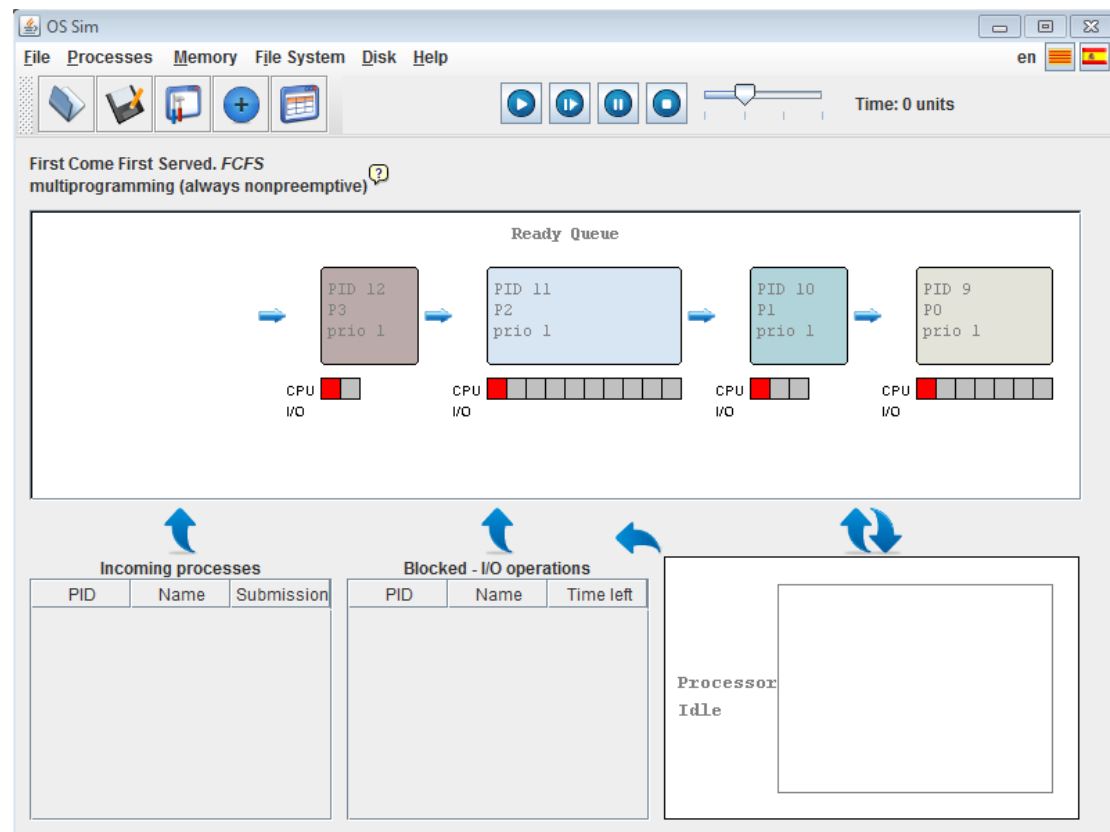 OS Sim
File Processes Memory File System Disk Help
en
Time: 0 units
First Come First Served. FCFS
multiprogramming (always nonpreemptive)
?
Ready Queue
PID 12
P3
prio 1
CPU
I/O
PID 11
P2
prio 1
CPU
I/O
PID 10
P1
prio 1
CPU
I/O
PID 9
P0
prio 1
CPU
I/O
Incoming processes
PID Name Submission
Blocked - I/O operations
PID Name Time left
Processor
Idle